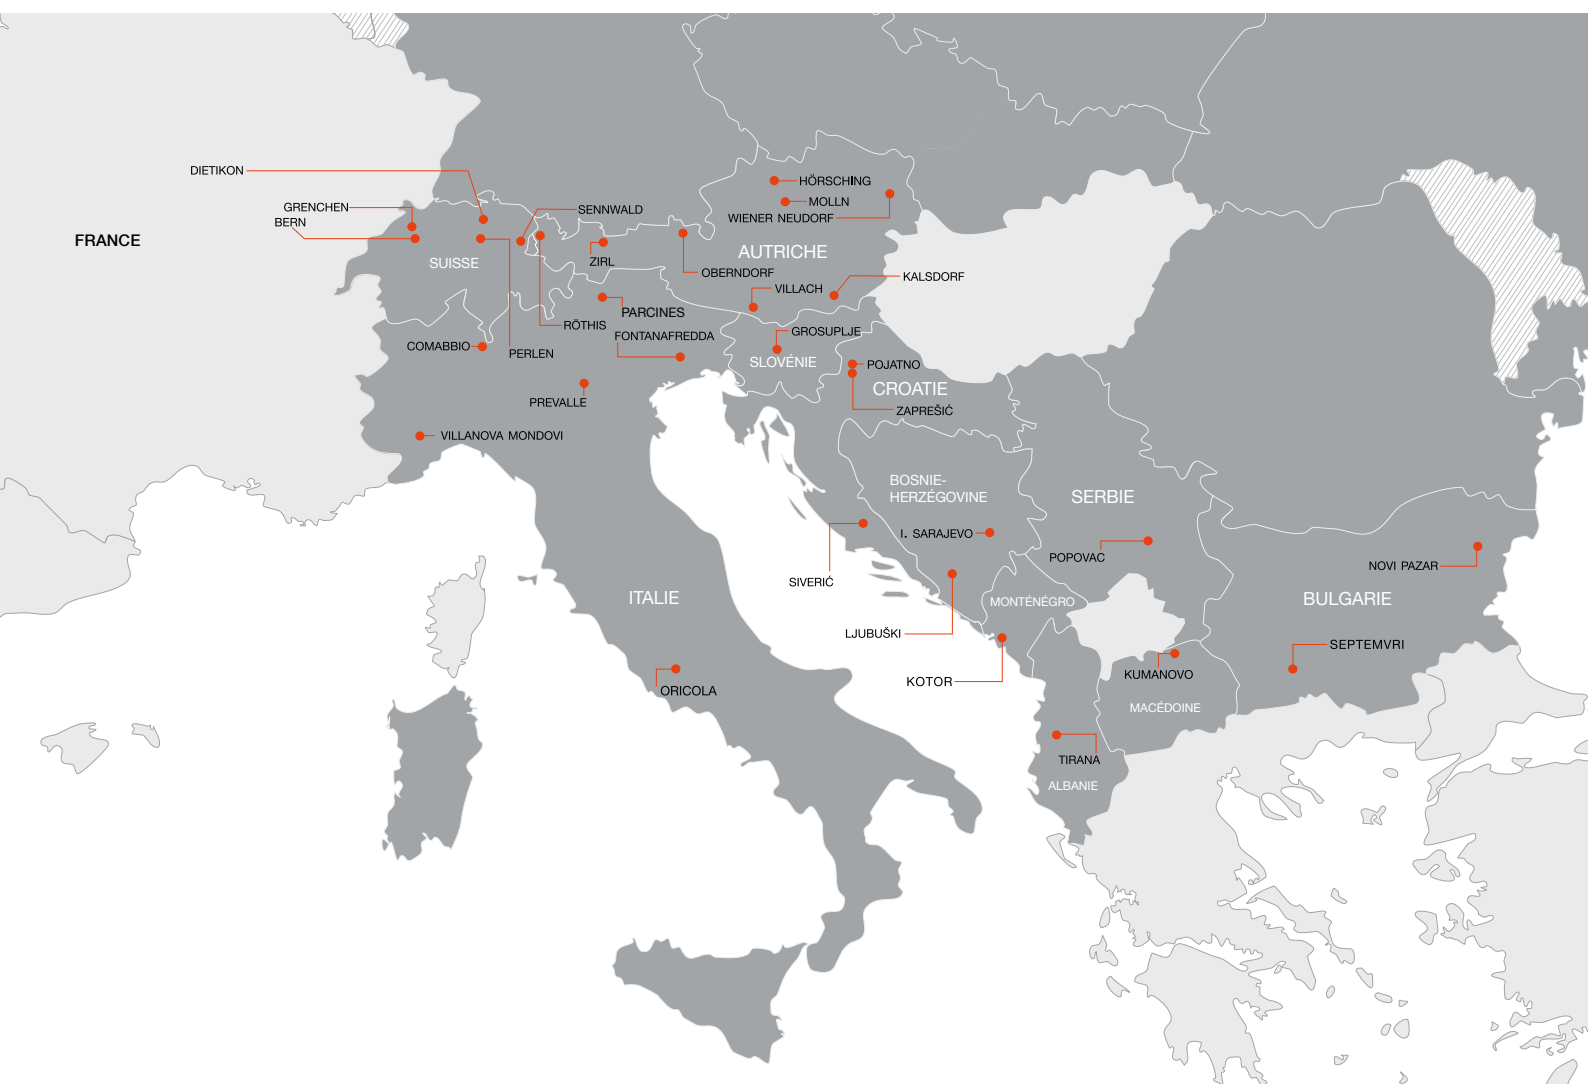 DIETIKON
HÖRSCHING
MOLLN
WIENER NEUDORF
GRENCHEN
BERN
SENNWALD
FRANCE
SUISSE
ZIRL
AUTRICHE
OBERNDORF
VILLACH
KALSDORF
PARCINES
RÖTHIS
FONTANAFREDDA
GROSUPLJE
COMABBIO
PERLEN
SLOVÉNIE
POJATNO
CROATIE
PREVALLE
ZAPREŠIĆ
VILLANOVA MONDOVI
BOSNIE-
HERZÉGOVINE
SERBIE
I. SARAJEVO
POPOVAC
NOVI PAZAR
SIVERIĆ
ITALIE
MONTÉNÉGRO
BULGARIE
LJUBUŠKI
SEPTEMVRI
KUMANOVO
KOTOR
ORICOLA
MACÉDOINE
TIRANA
ALBANIE